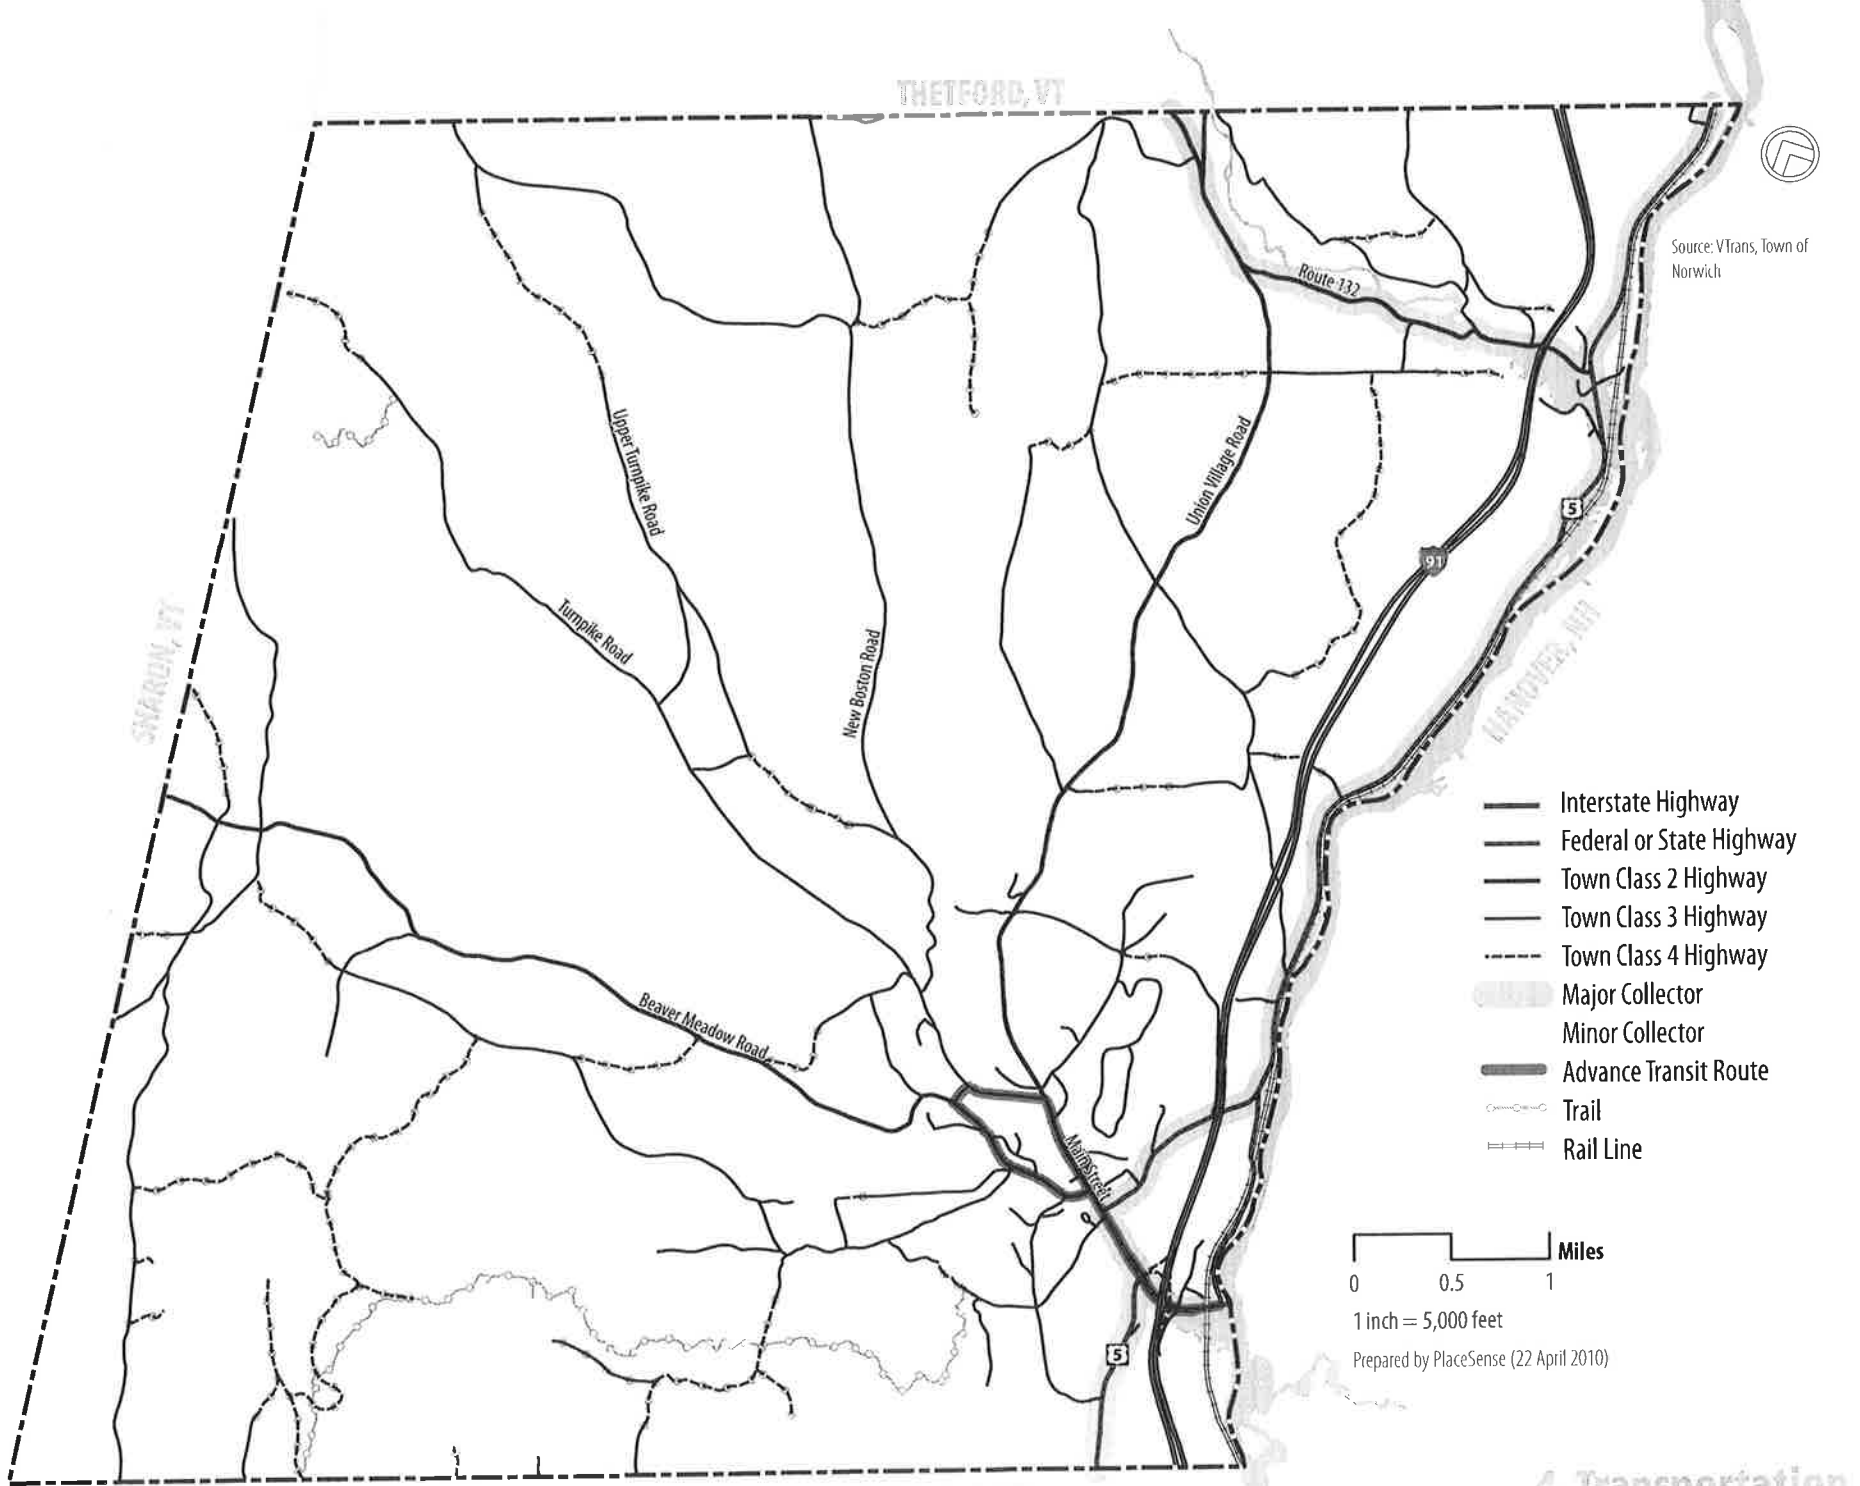 THETFORD, VT
Source: VTrans, Town of
Norwich
Route 132
Upper Turnpike Road
Union Village Road
5
91
Turnpike Road
SHARON, VT
New Boston Road
HANOVER, NH
Interstate Highway
Federal or State Highway
Town Class 2 Highway
Town Class 3 Highway
Town Class 4 Highway
Major Collector
Minor Collector
Advance Transit Route
Trail
Rail Line
Beaver Meadow Road
Main Street
Miles
0 0.5 1
1 inch = 5,000 feet
5
Prepared by PlaceSense (22 April 2010)
4. Transportation